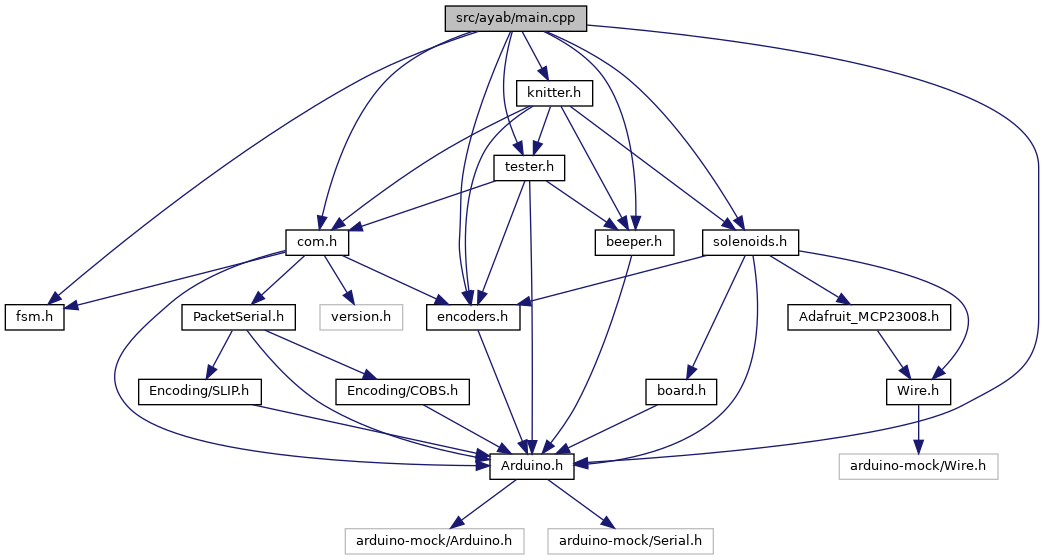 src/ayab/main.cpp
knitter.h
tester.h
com.h
beeper.h
solenoids.h
fsm.h
PacketSerial.h
version.h
encoders.h
Adafruit_MCP23008.h
Encoding/SLIP.h
Encoding/COBS.h
board.h
Wire.h
Arduino.h
arduino-mock/Wire.h
arduino-mock/Arduino.h
arduino-mock/Serial.h